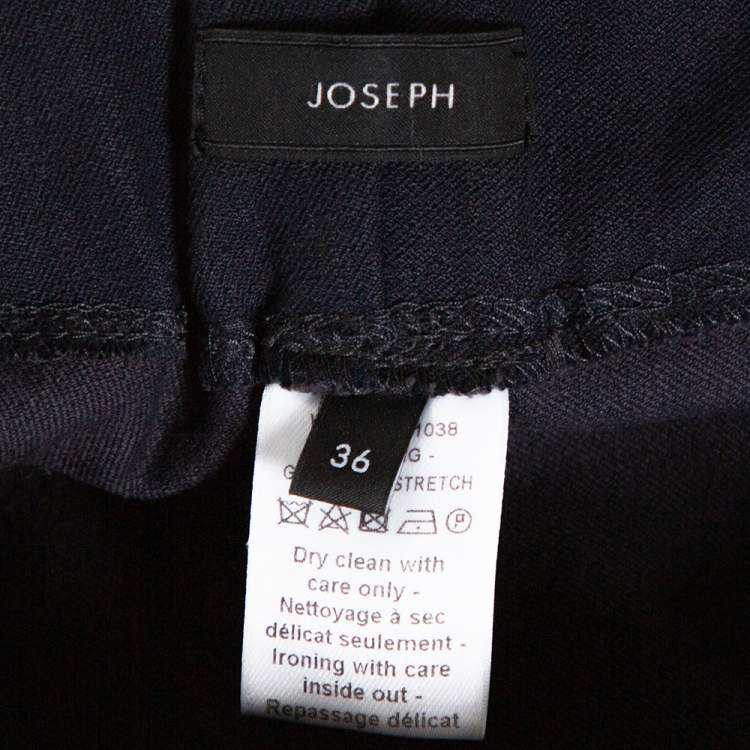 JOSEPH
36
1038
G -
STRETCH
P
Dry clean with
care only -
Nettoyage à sec
délicat seulement -
Ironing with care
inside out -
Repassage délicat